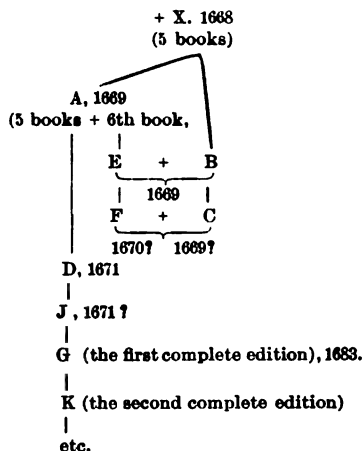 + X. 1668
(5 books)
A, 1669
(5 books + 6th book,
E + B
1669
F + C
1670? 1669?
D, 1671
J, 1671?
G (the first complete edition), 1683.
K (the second complete edition)
etc.